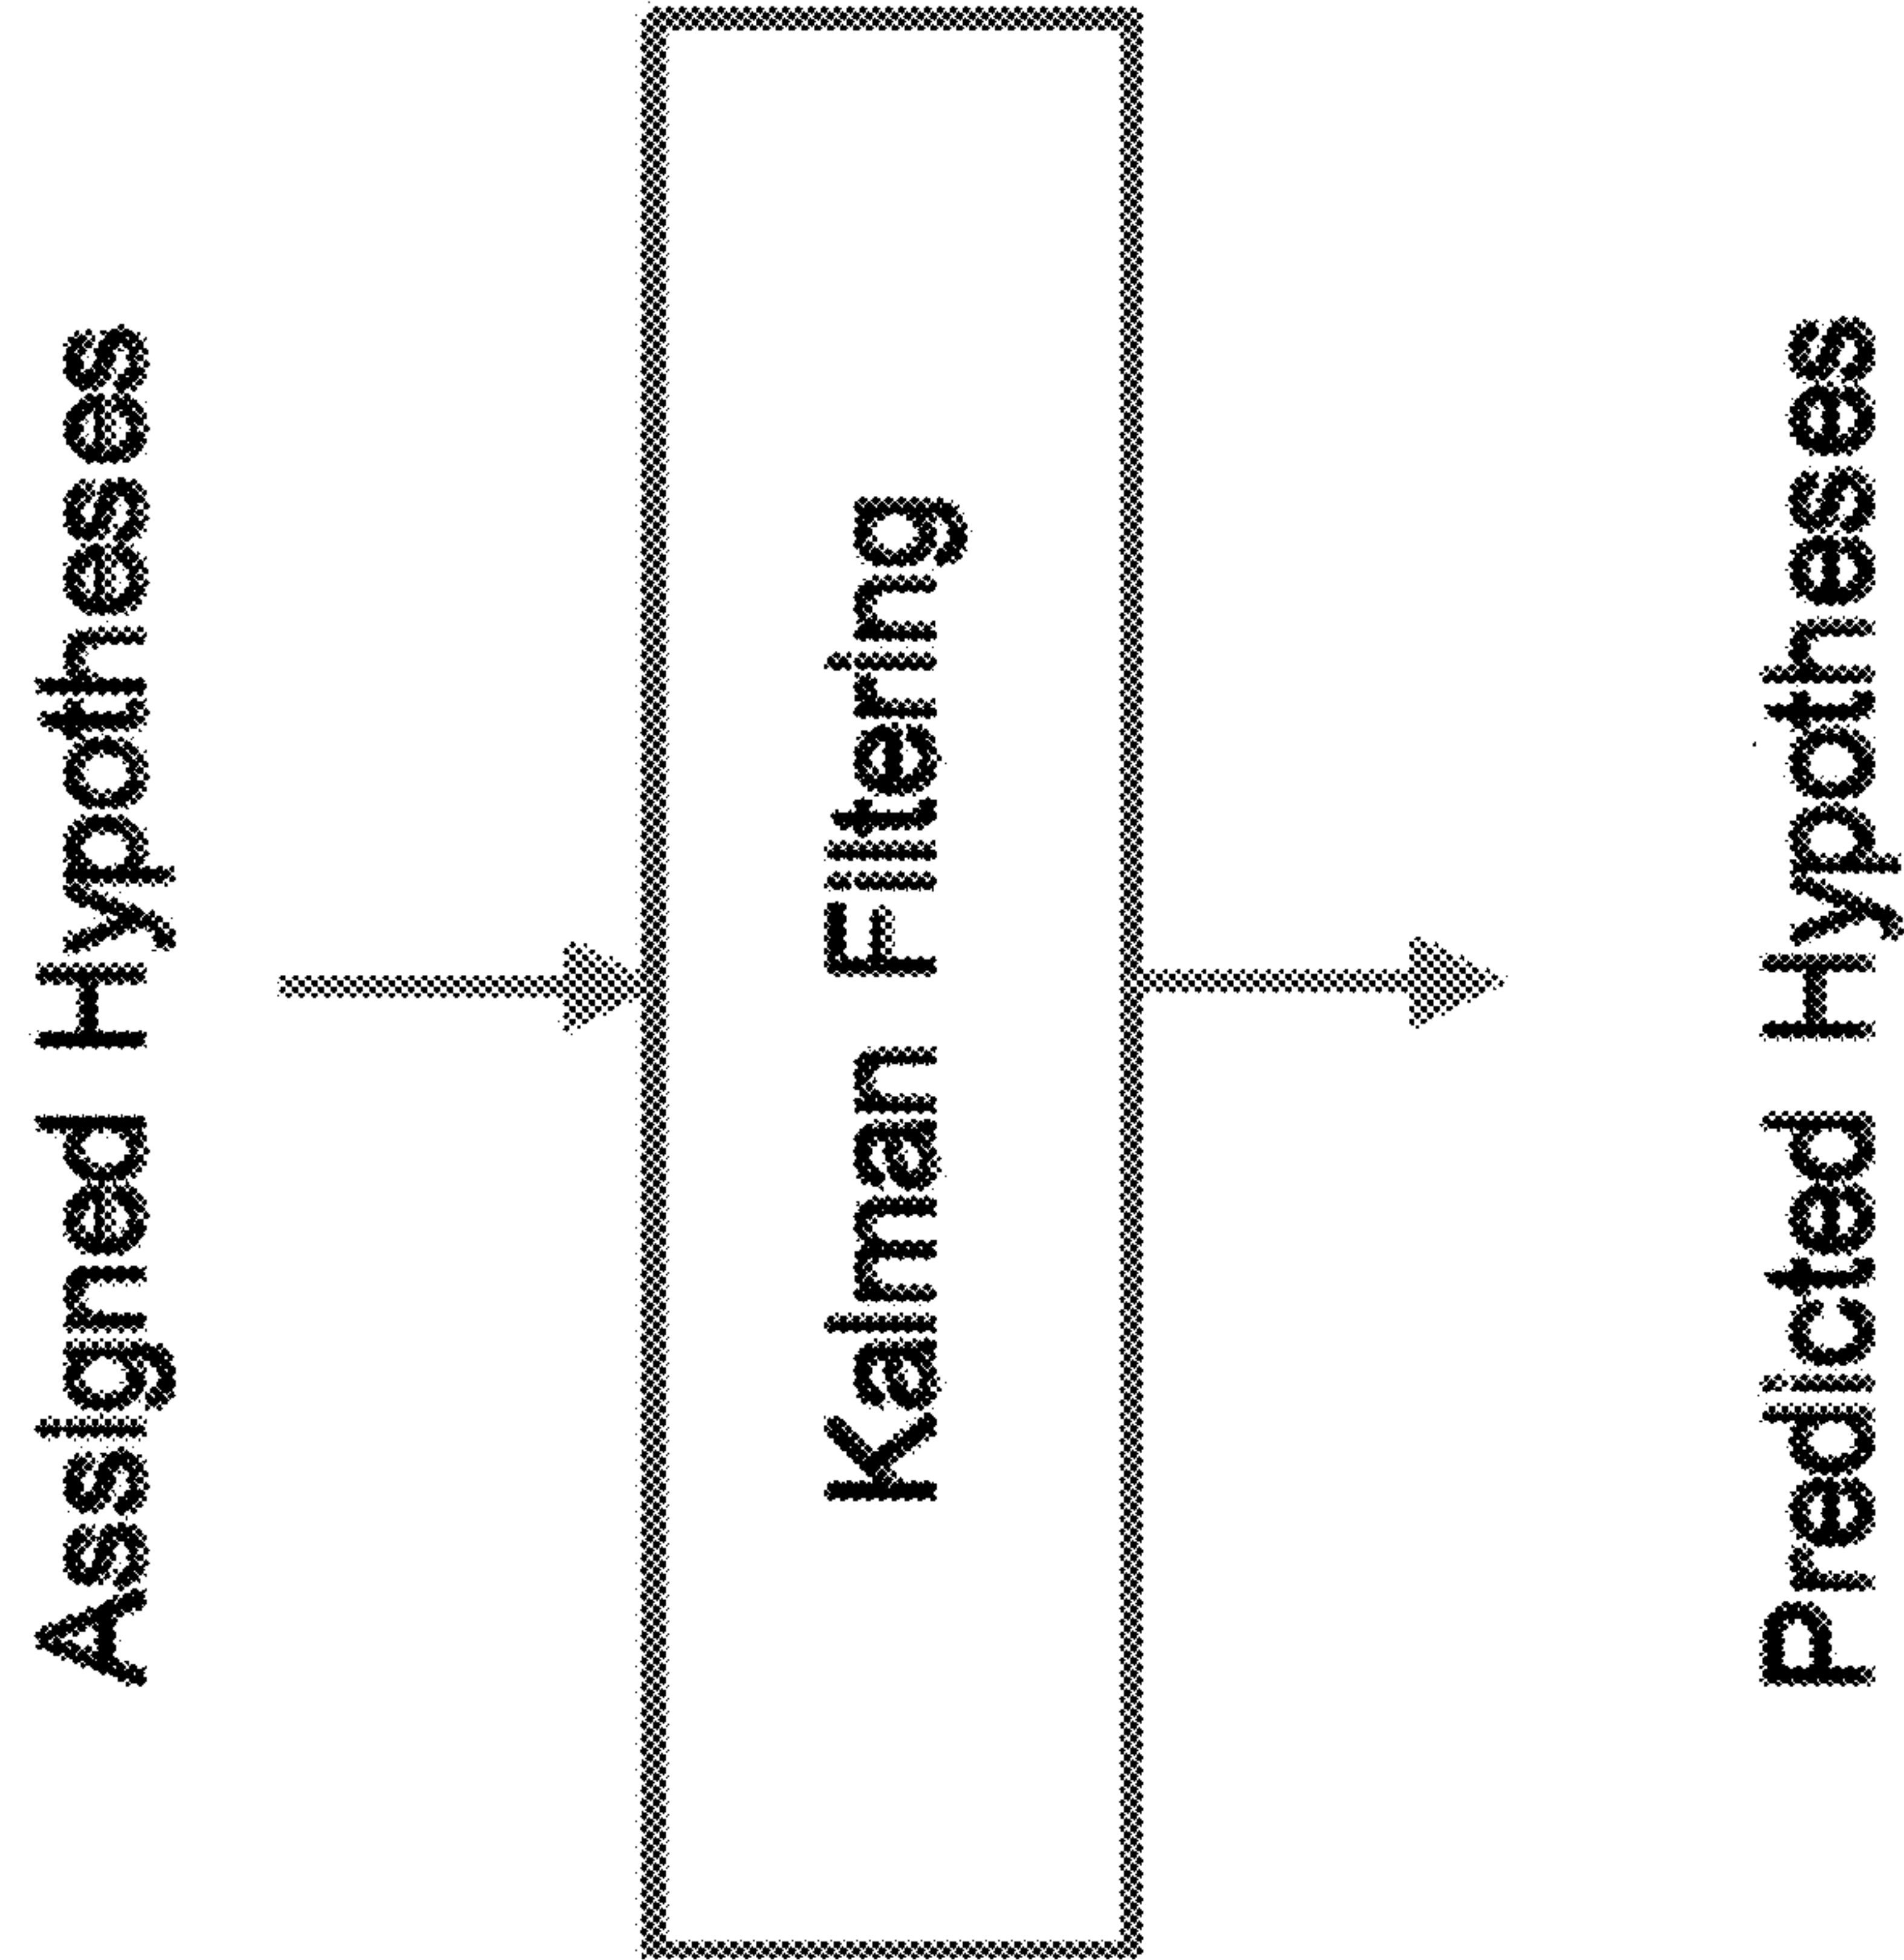 Assigned Hypotheses
Kalman Filtering
Predicted Hypotheses